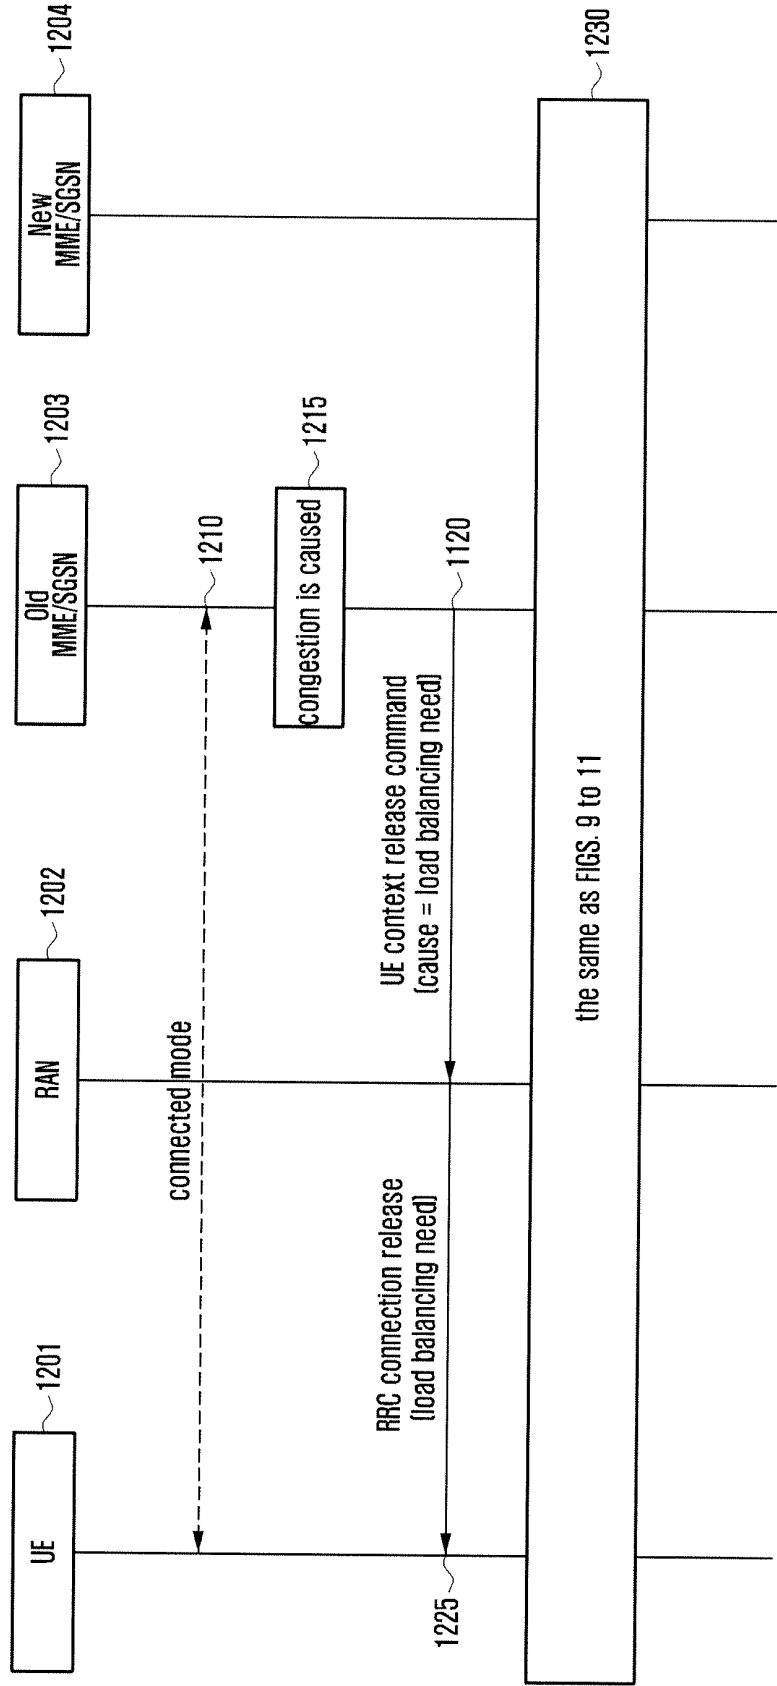 UE
1201
RAN
1202
Old
MME/SGSN
1203
New
MME/SGSN
1204
connected mode
1210
congestion is caused
1215
UE context release command
(cause = load balancing need)
1120
RRC connection release
(load balancing need)
1225
the same as FIGS. 9 to 11
1230